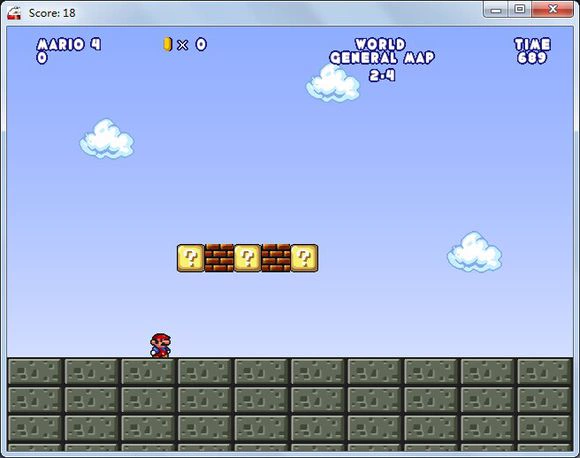 Score: 18
MARIO 4
0
× 0
WORLD
GENERAL MAP
2-4
TIME
689
? ? ?